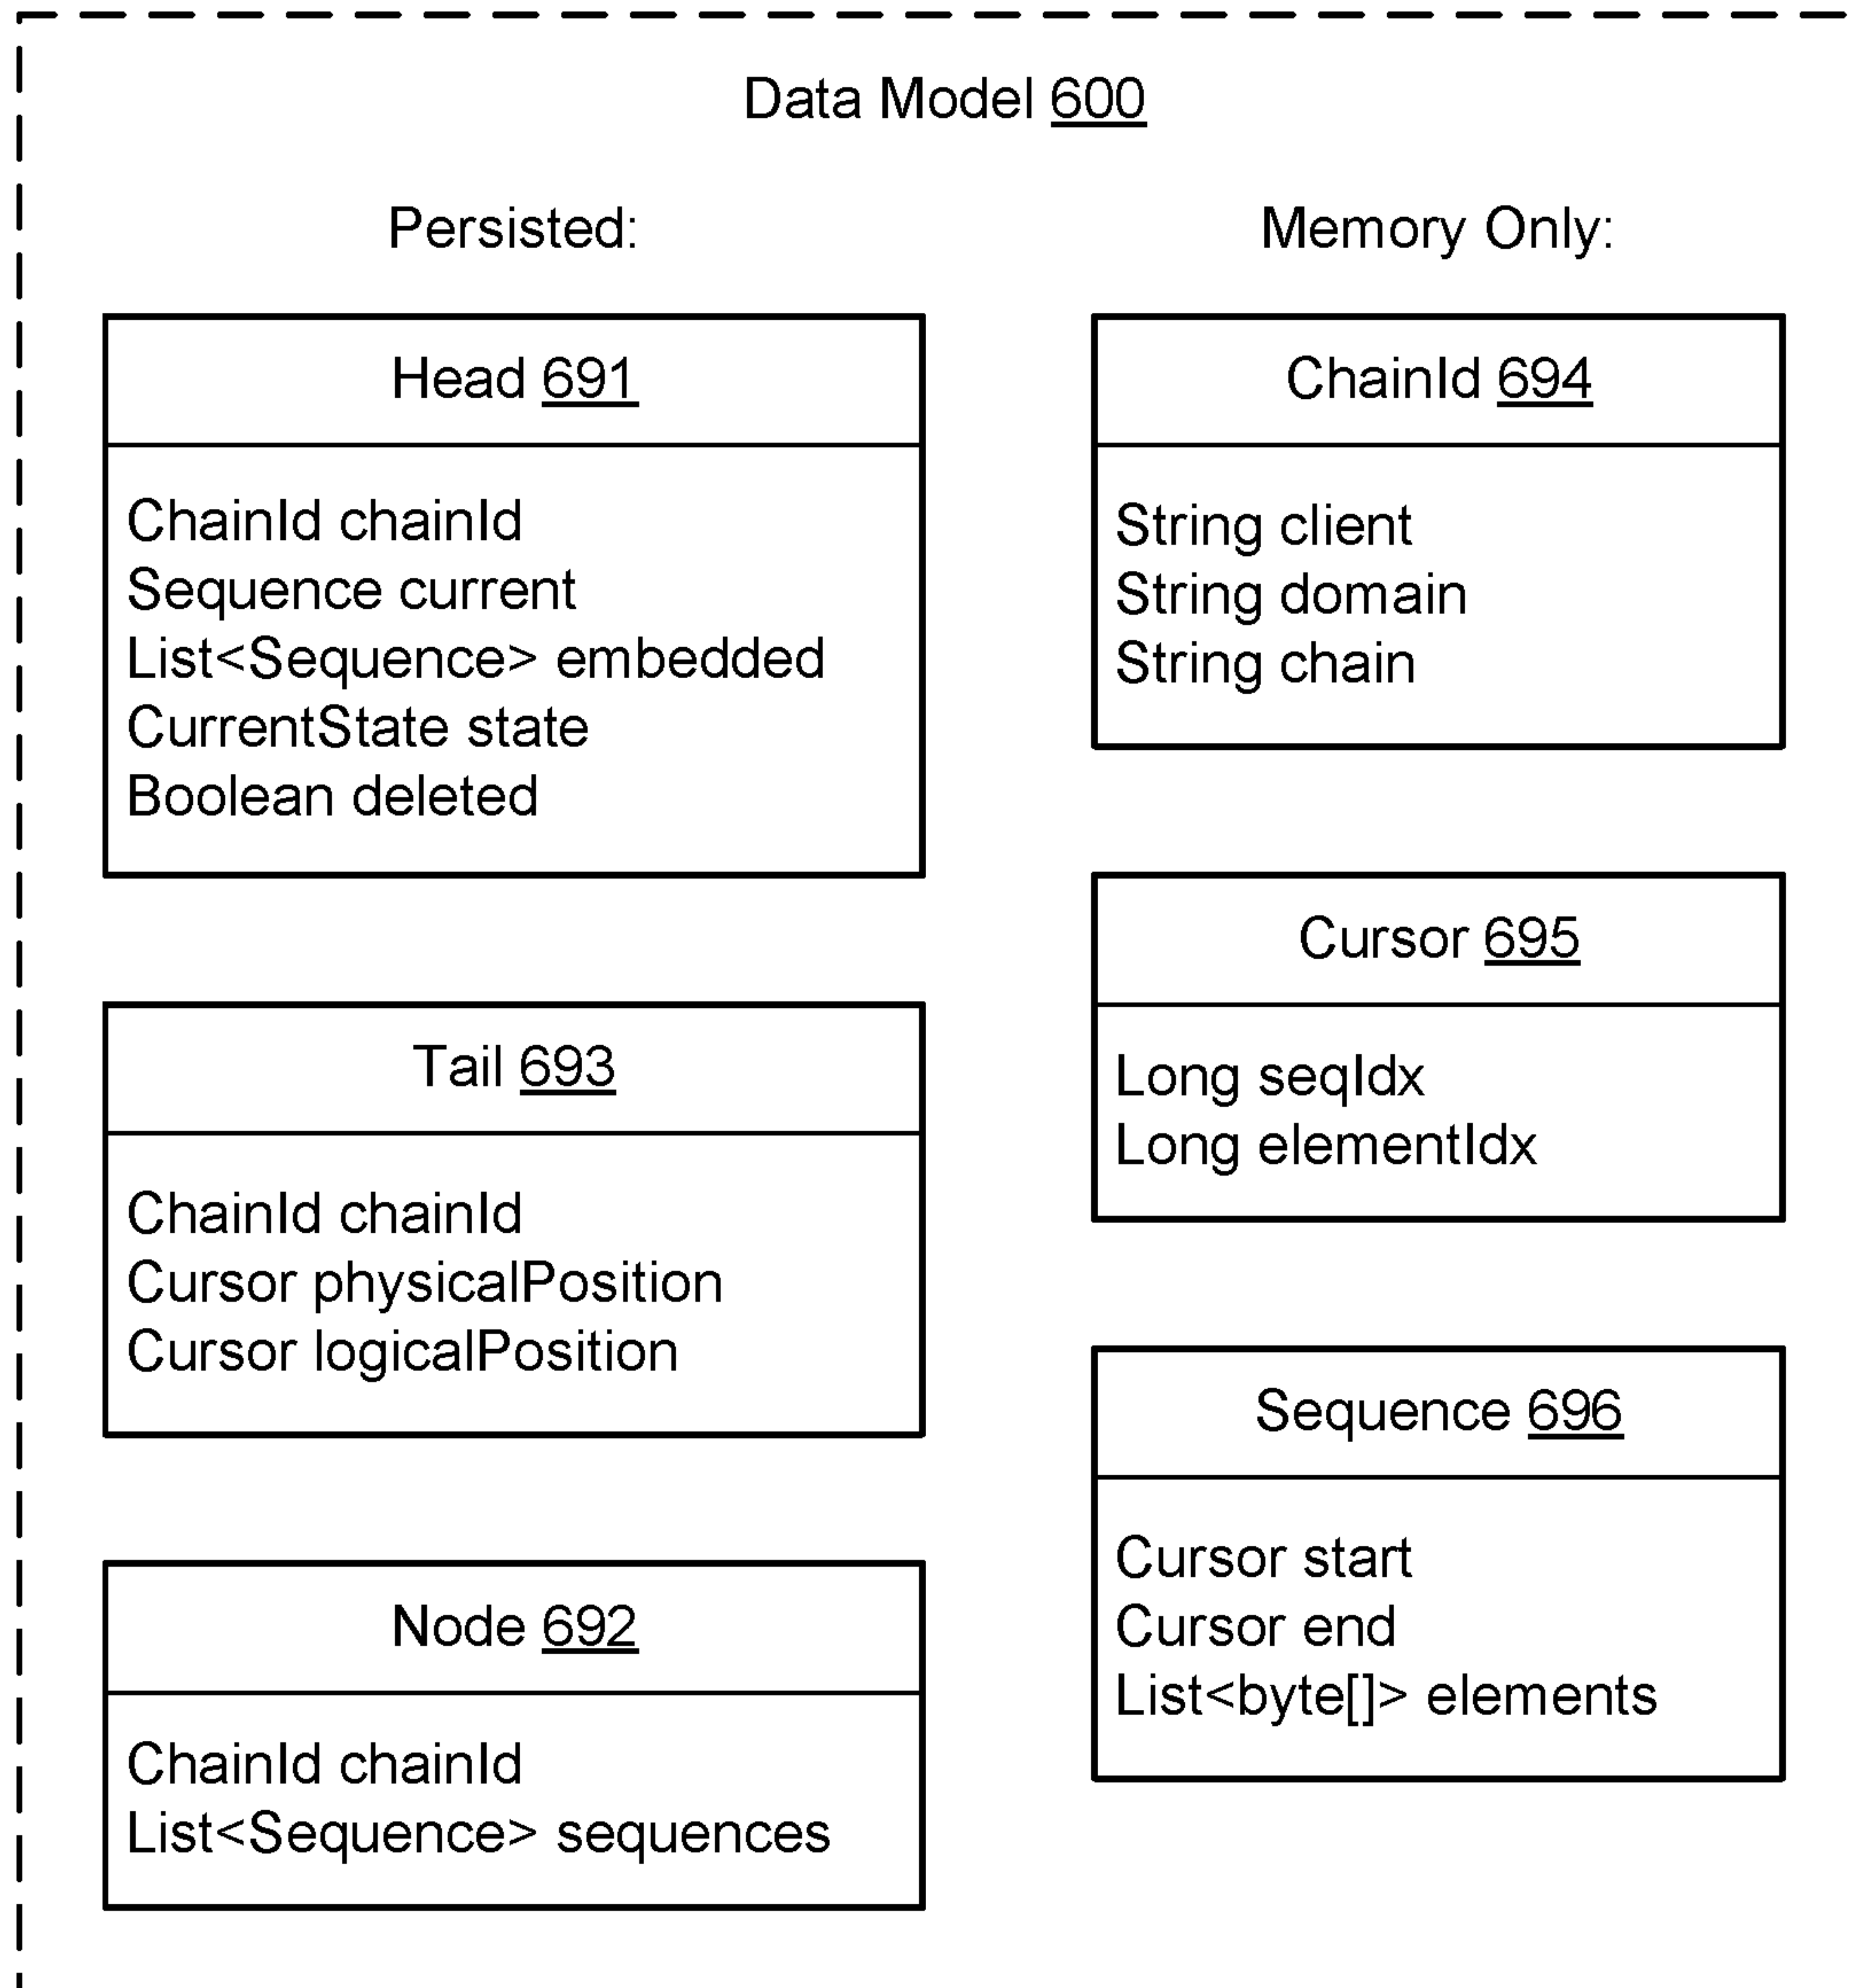 Data Model 600
Persisted:
Head 691
ChainId chainId
Sequence current
List<Sequence> embedded
CurrentState state
Boolean deleted
Tail 693
ChainId chainId
Cursor physicalPosition
Cursor logicalPosition
Node 692
ChainId chainId
List<Sequence> sequences
Memory Only:
ChainId 694
String client
String domain
String chain
Cursor 695
Long seqIdx
Long elementIdx
Sequence 696
Cursor start
Cursor end
List<byte[]> elements